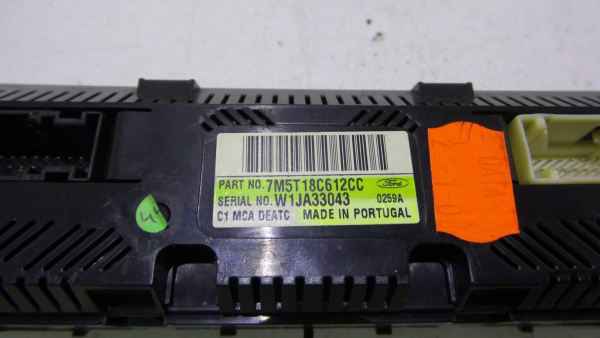 PART NO. 7M5T18C612CC
Ford
SERIAL NO. W1JA33043
0259A
C1 MCA DEATC MADE IN PORTUGAL